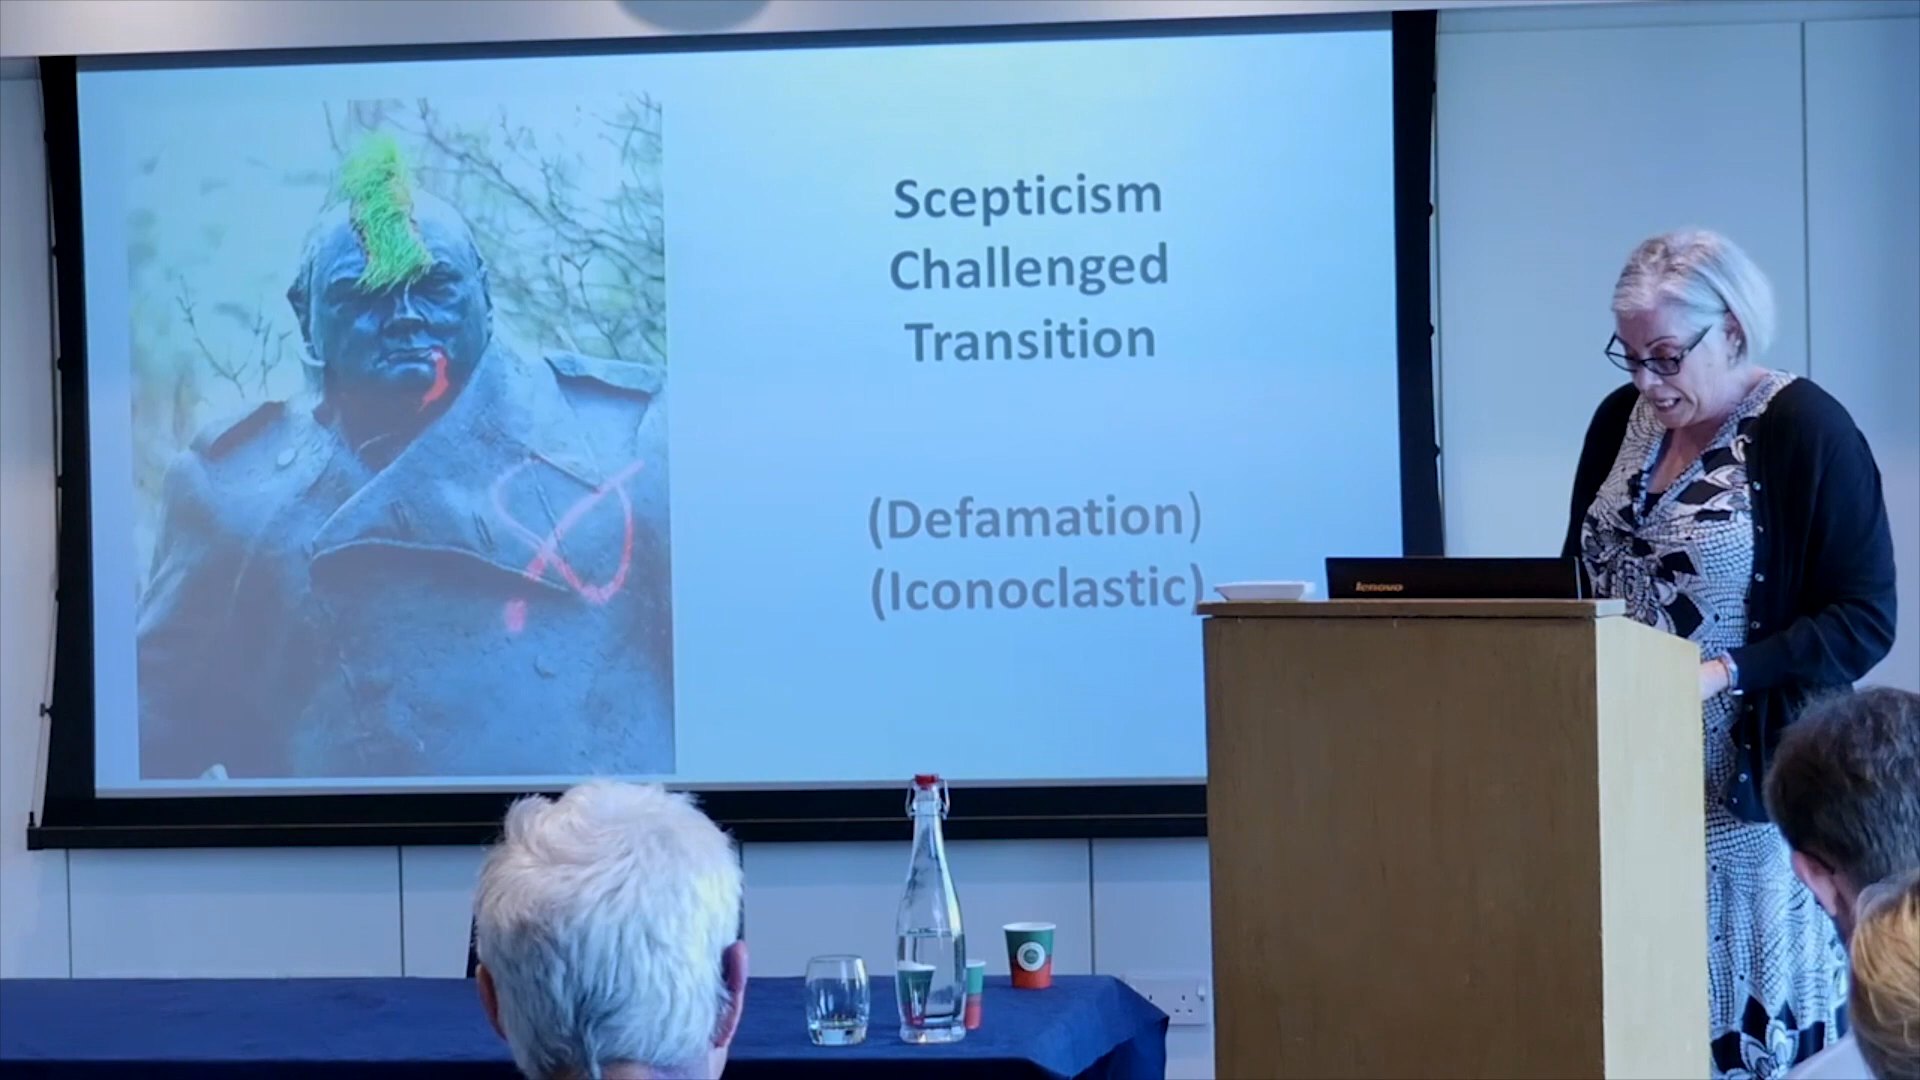 Scepticism
Challenged
Transition
(Defamation)
(Iconoclastic)
lenovo